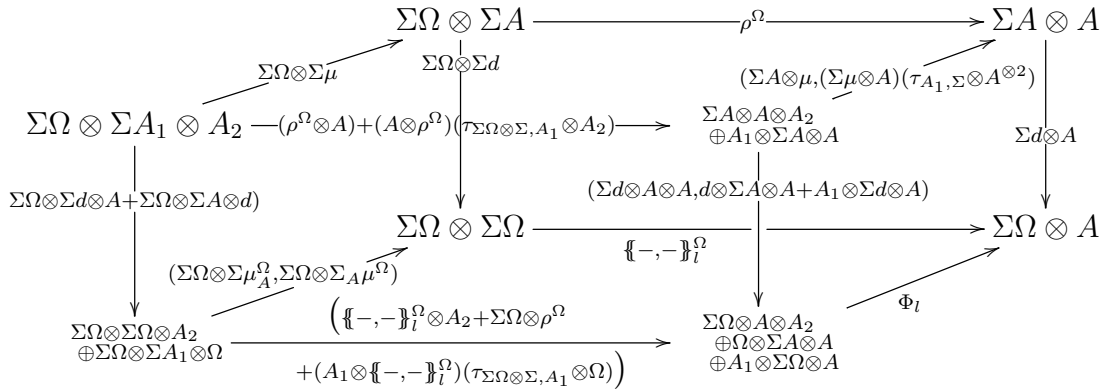 ΣΩ ⊗ ΣA ρ^Ω ΣA ⊗ A
ΣΩ⊗Σμ ΣΩ⊗Σd (ΣA⊗μ,(Σμ⊗A)(τ_{A_1,Σ}⊗A^{⊗2})
ΣΩ ⊗ ΣA_1 ⊗ A_2 (ρ^Ω⊗A)+(A⊗ρ^Ω)(τ_{ΣΩ⊗Σ,A_1}⊗A_2) ΣA⊗A⊗A_2
⊕A_1⊗ΣA⊗A
Σd⊗A
ΣΩ⊗Σd⊗A+ΣΩ⊗ΣA⊗d) (Σd⊗A⊗A,d⊗ΣA⊗A+A_1⊗Σd⊗A)
ΣΩ ⊗ ΣΩ {{−,−}}_l^Ω ΣΩ ⊗ A
(ΣΩ⊗Σμ_A^Ω,ΣΩ⊗Σ_Aμ^Ω) Φ_l
ΣΩ⊗ΣΩ⊗A_2
⊕ΣΩ⊗ΣA_1⊗Ω
({{−,−}}_l^Ω⊗A_2+ΣΩ⊗ρ^Ω
+(A_1⊗{{−,−}}_l^Ω)(τ_{ΣΩ⊗Σ,A_1}⊗Ω))
ΣΩ⊗A⊗A_2
⊕Ω⊗ΣA⊗A
⊕A_1⊗ΣΩ⊗A